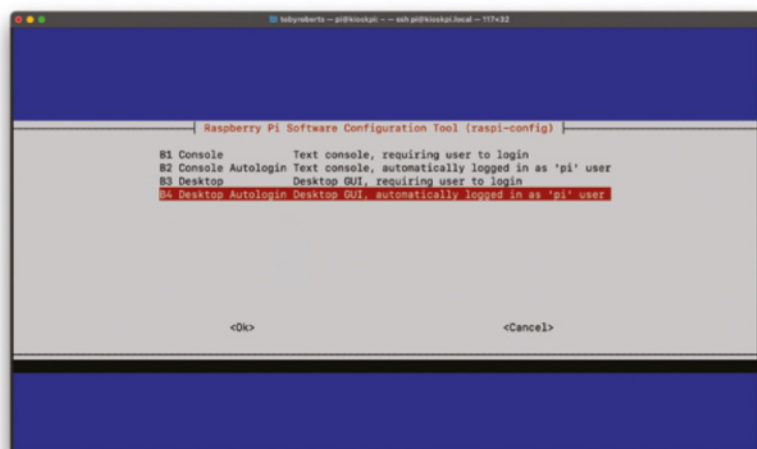 tobyroberts — pi@kioskpi: ~ — ssh pi@kioskpi.local — 117×32
Raspberry Pi Software Configuration Tool (raspi-config)
B1 Console Text console, requiring user to login
B2 Console Autologin Text console, automatically logged in as 'pi' user
B3 Desktop Desktop GUI, requiring user to login
B4 Desktop Autologin Desktop GUI, automatically logged in as 'pi' user
<Ok> <Cancel>